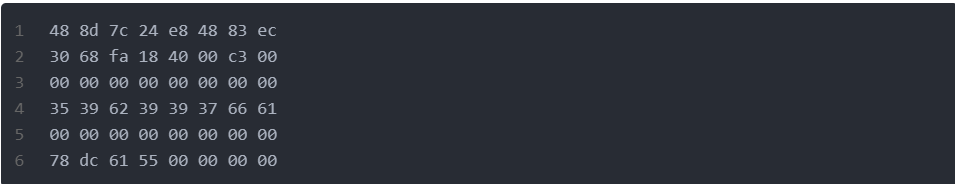 1 48 8d 7c 24 e8 48 83 ec
2 30 68 fa 18 40 00 c3 00
3 00 00 00 00 00 00 00 00
4 35 39 62 39 39 37 66 61
5 00 00 00 00 00 00 00 00
6 78 dc 61 55 00 00 00 00